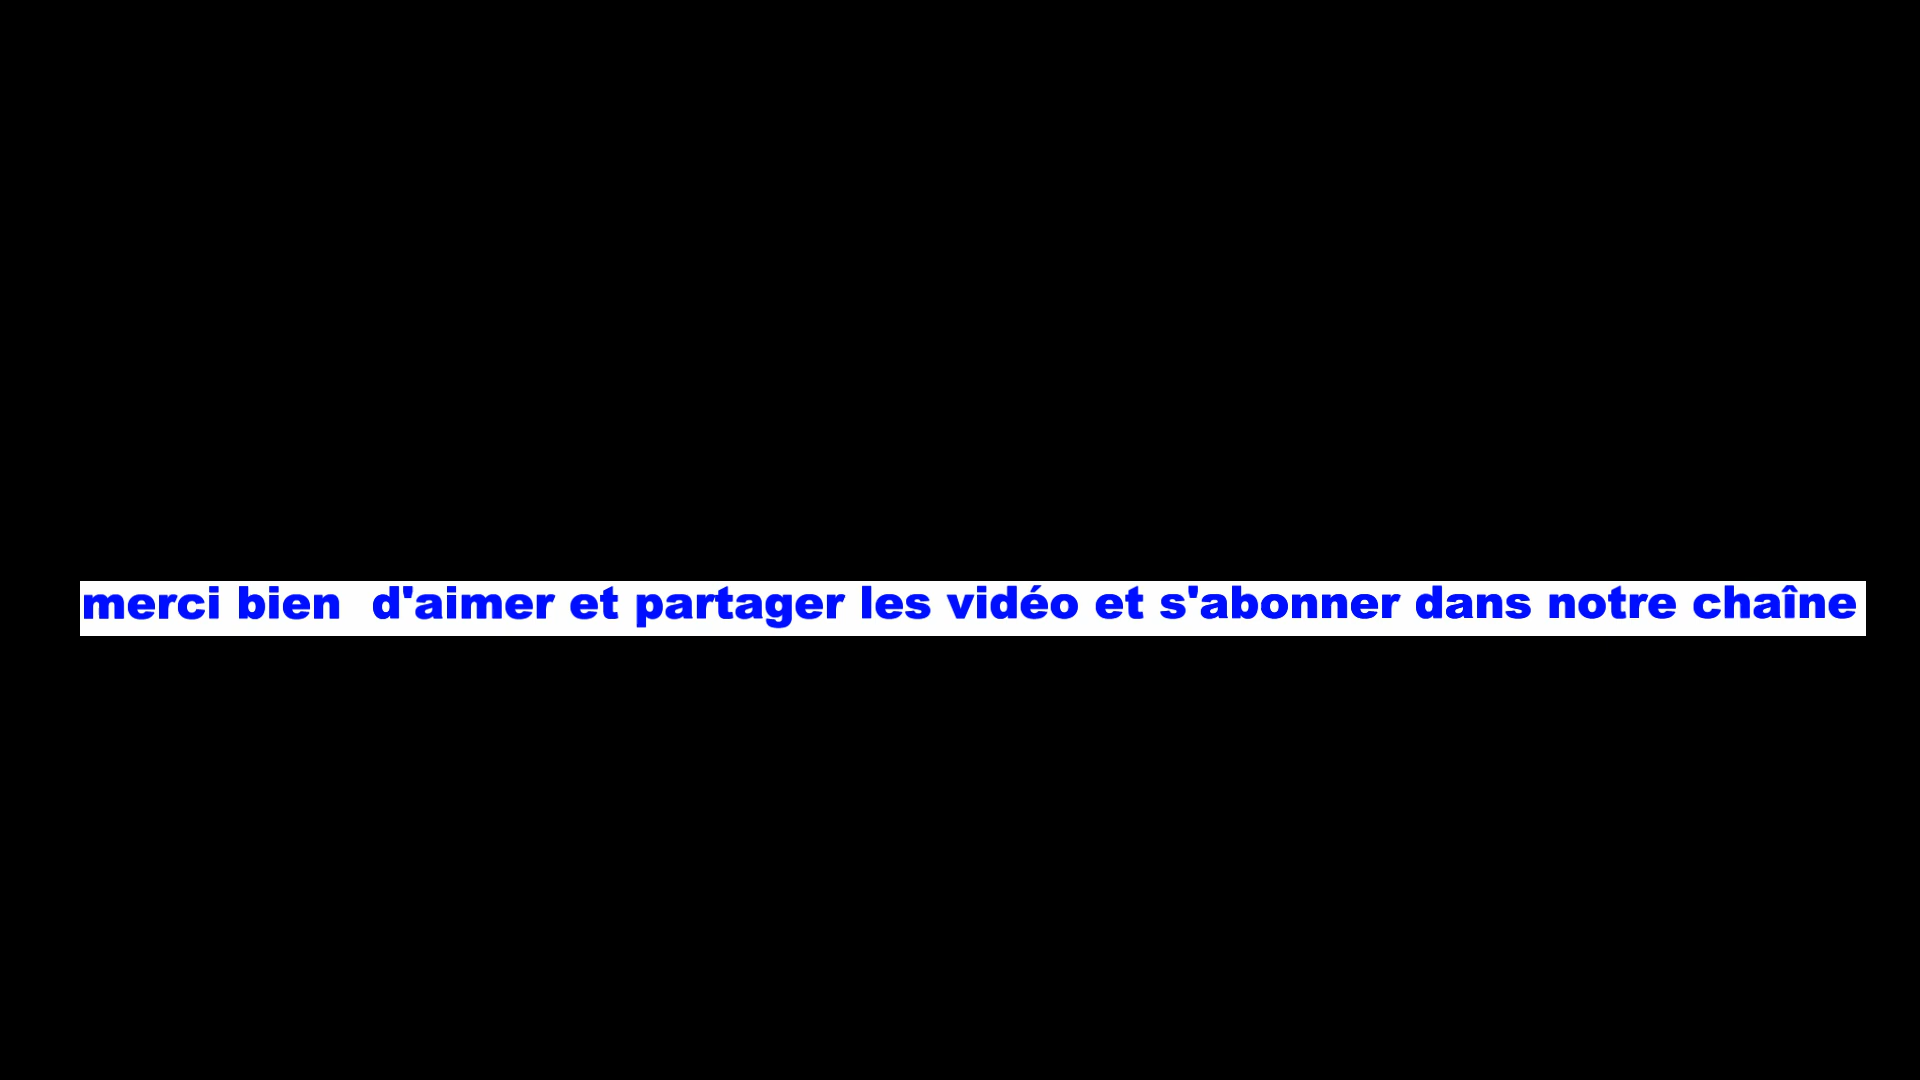 merci bien  d'aimer et partager les vidéo et s'abonner dans notre chaîne